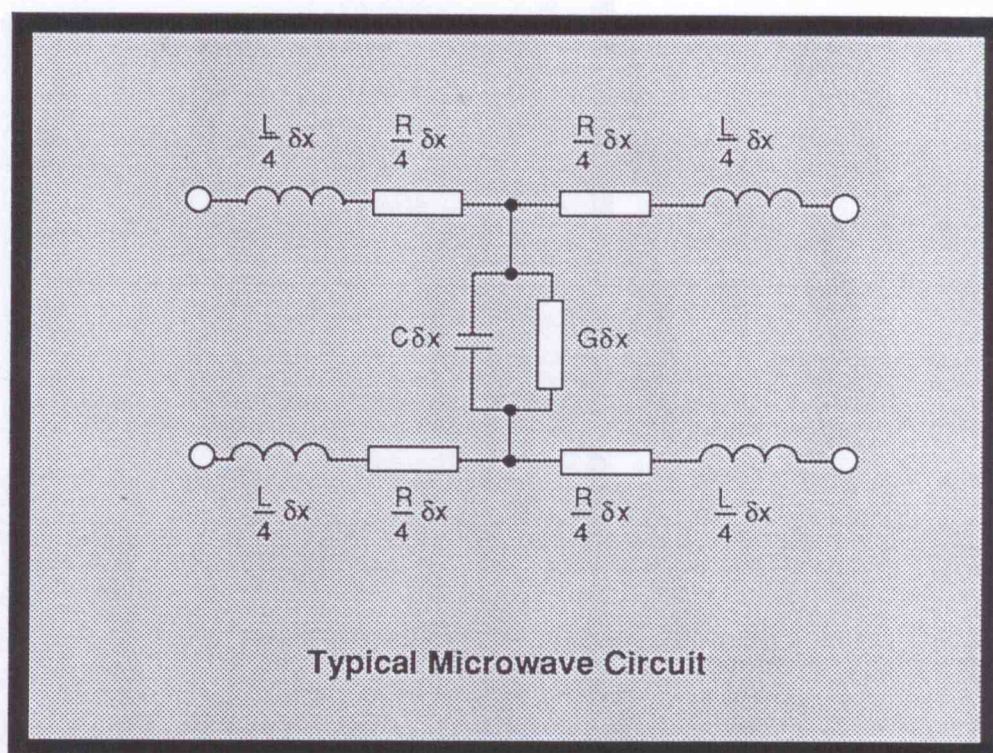 L/4 δx R/4 δx R/4 δx L/4 δx
Cδx Gδx
L/4 δx R/4 δx R/4 δx L/4 δx
Typical Microwave Circuit